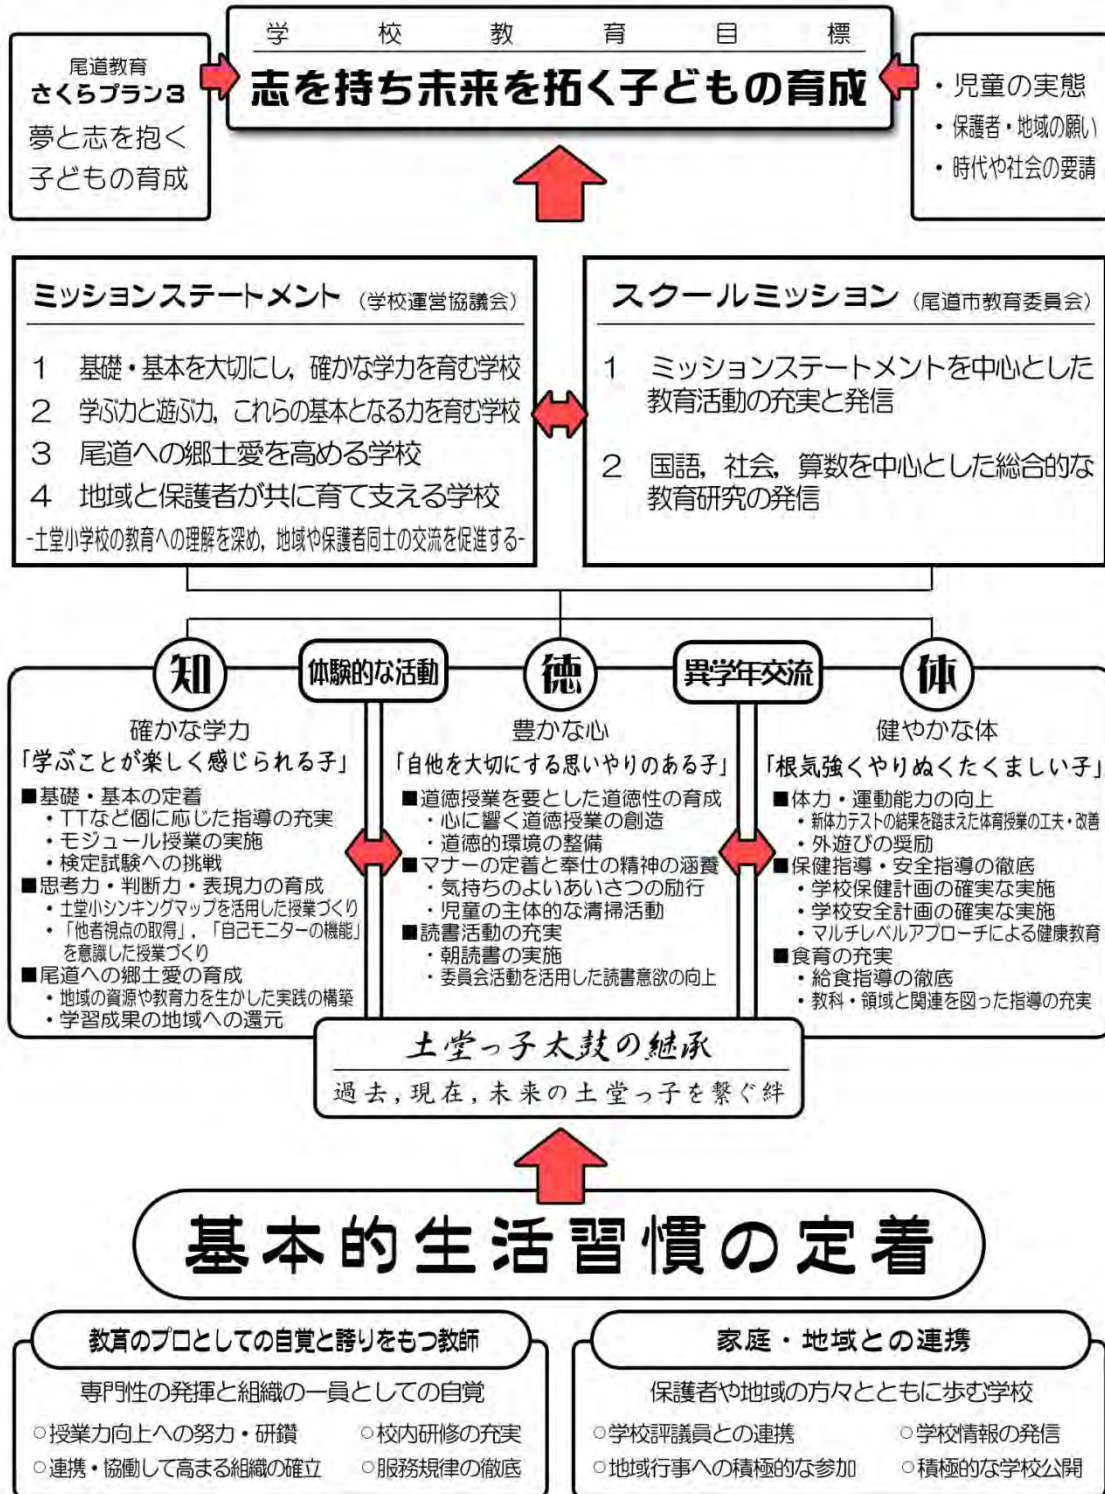 学校教育目標
志を持ち未来を拓く子どもの育成
尾道教育
さくらプラン3
夢と志を抱く
子どもの育成
・児童の実態
・保護者・地域の願い
・時代や社会の要請
ミッションステートメント（学校運営協議会）
1 基礎・基本を大切にし，確かな学力を育む学校
2 学ぶ力と遊ぶ力，これらの基本となる力を育む学校
3 尾道への郷土愛を高める学校
4 地域と保護者が共に育て支える学校
-土堂小学校の教育への理解を深め，地域や保護者同士の交流を促進する-
スクールミッション（尾道市教育委員会）
1 ミッションステートメントを中心とした
教育活動の充実と発信
2 国語，社会，算数を中心とした総合的な
教育研究の発信
知
体験的な活動
徳
異学年交流
体
確かな学力
「学ぶことが楽しく感じられる子」
■基礎・基本の定着
・TTなど個に応じた指導の充実
・モジュール授業の実施
・検定試験への挑戦
■思考力・判断力・表現力の育成
・土堂小シンキングマップを活用した授業づくり
・「他者視点の取得」，「自己モニターの機能」
を意識した授業づくり
■尾道への郷土愛の育成
・地域の資源や教育力を生かした実践の構築
・学習成果の地域への還元
豊かな心
「自他を大切にする思いやりのある子」
■道徳授業を要とした道徳性の育成
・心に響く道徳授業の創造
・道徳的環境の整備
■マナーの定着と奉仕の精神の涵養
・気持ちのよいあいさつの励行
・児童の主体的な清掃活動
■読書活動の充実
・朝読書の実施
・委員会活動を活用した読書意欲の向上
健やかな体
「根気強くやりぬくたくましい子」
■体力・運動能力の向上
・新体力テストの結果を踏まえた体育授業の工夫・改善
・外遊びの奨励
■保健指導・安全指導の徹底
・学校保健計画の確実な実施
・学校安全計画の確実な実施
・マルチレベルアプローチによる健康教育
■食育の充実
・給食指導の徹底
・教科・領域と関連を図った指導の充実
土堂っ子太鼓の継承
過去，現在，未来の土堂っ子を繋ぐ絆
基本的生活習慣の定着
教育のプロとしての自覚と誇りをもつ教師
専門性の発揮と組織の一員としての自覚
○授業力向上への努力・研鑽 ○校内研修の充実
○連携・協働して高まる組織の確立 ○服務規律の徹底
家庭・地域との連携
保護者や地域の方々とともに歩む学校
○学校評議員との連携 ○学校情報の発信
○地域行事への積極的な参加 ○積極的な学校公開